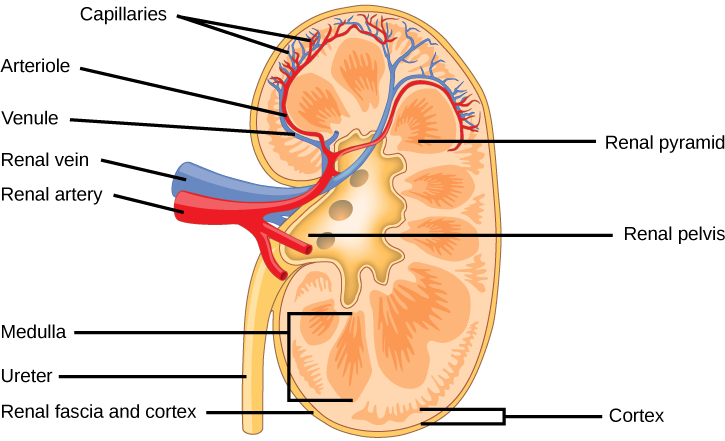 Capillaries
Arteriole
Venule
Renal vein
Renal artery
Renal pyramid
Renal pelvis
Medulla
Ureter
Renal fascia and cortex
Cortex